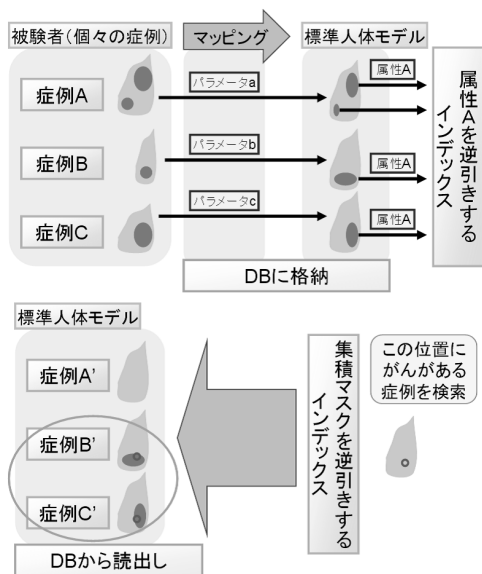 被験者(個々の症例)
マッピング
標準人体モデル
症例A
パラメータa
属性A
症例B
パラメータb
属性A
症例C
パラメータc
属性A
属性Aを逆引きする
インデックス
DBに格納
標準人体モデル
症例A'
症例B'
症例C'
DBから読出し
集積マスクを逆引きする
インデックス
この位置に
がんがある
症例を検索